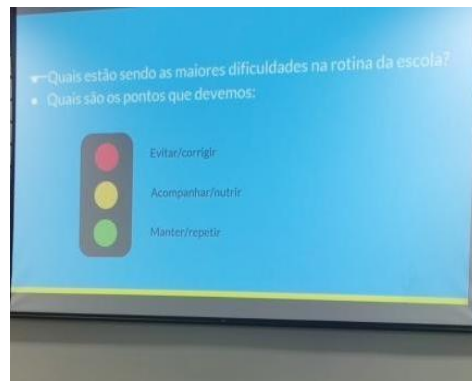 Quais estão sendo as maiores dificuldades na rotina da escola?
Quais são os pontos que devemos:
Evitar/corrigir
Acompanhar/nutrir
Manter/repetir